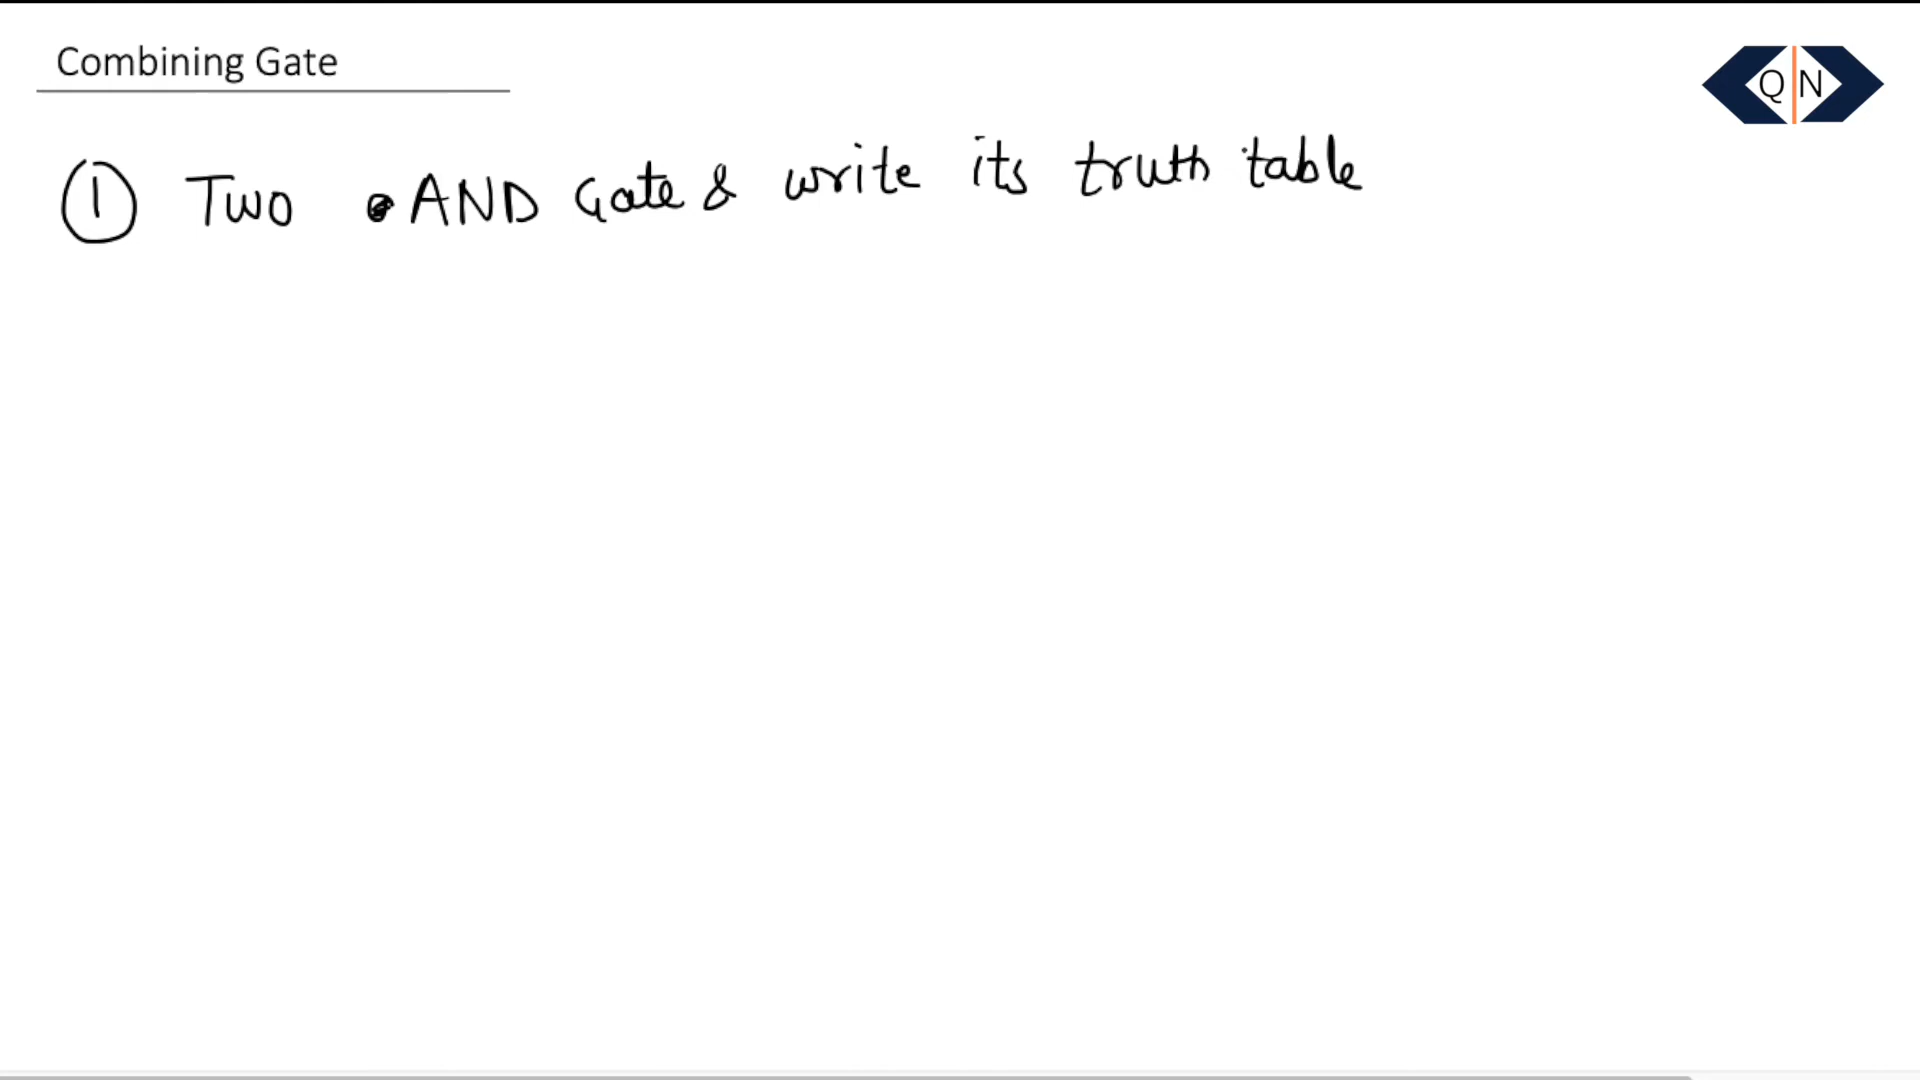 Combining Gate
Q N
① Two AND Gate & write its truth table